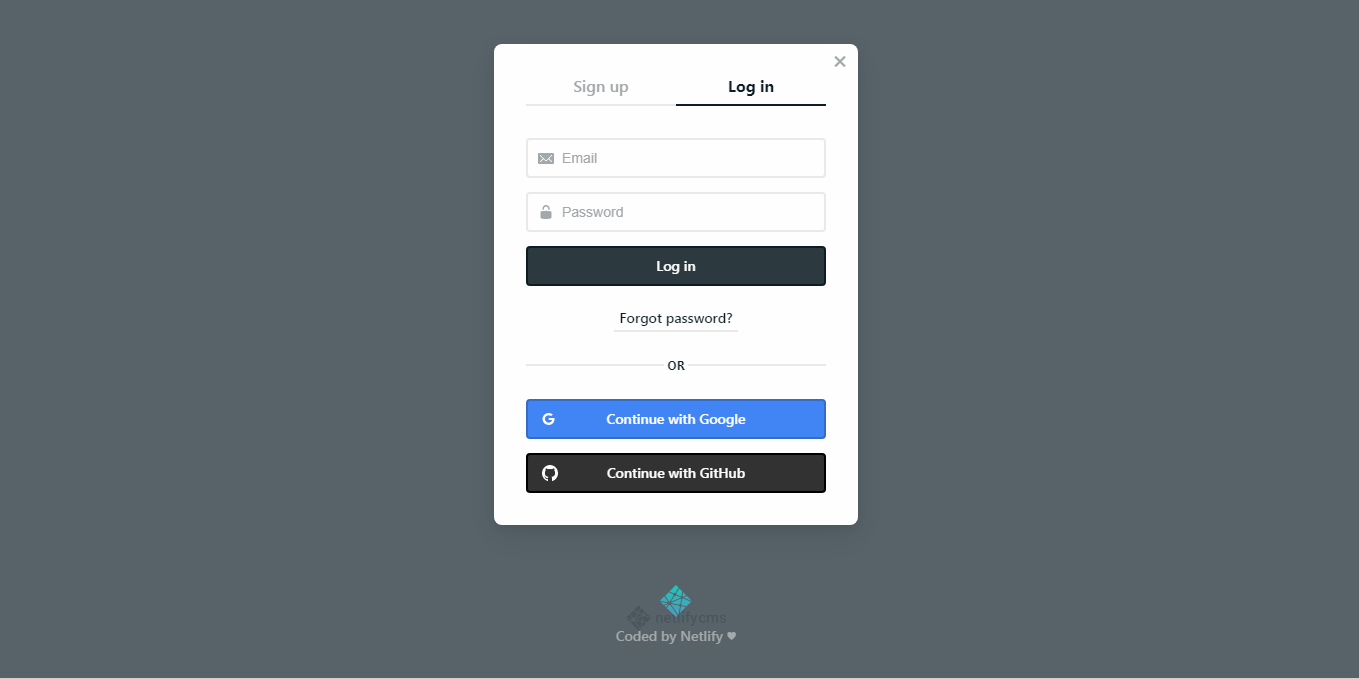 Sign up Log in
Email
Password
Log in
Forgot password?
OR
Continue with Google
Continue with GitHub
netlifycms
Coded by Netlify